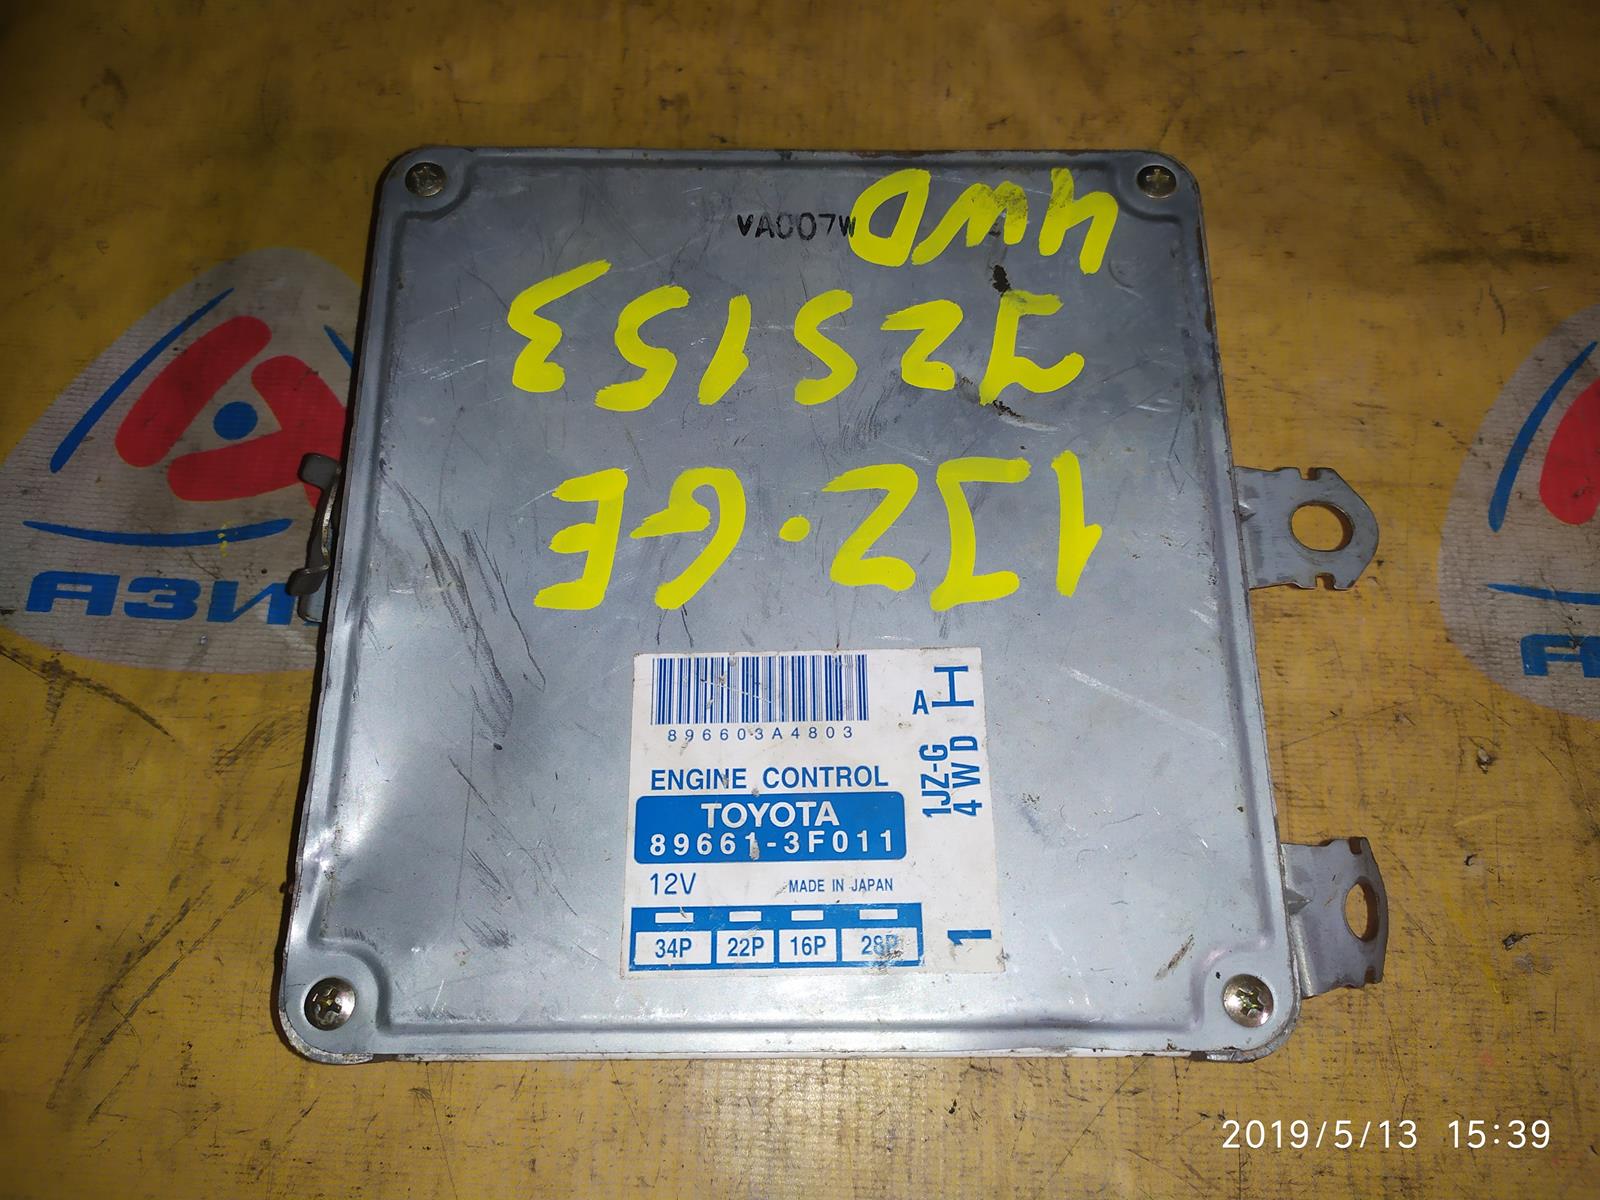 VA007W
4WD
JZS153
1JZ-GE
896603A4803
ENGINE CONTROL
TOYOTA
89661-3F011
12V MADE IN JAPAN
34P 22P 16P 28P
A H
1JZ-G
4WD
1
АЗИ
А
2019/5/13 15:39